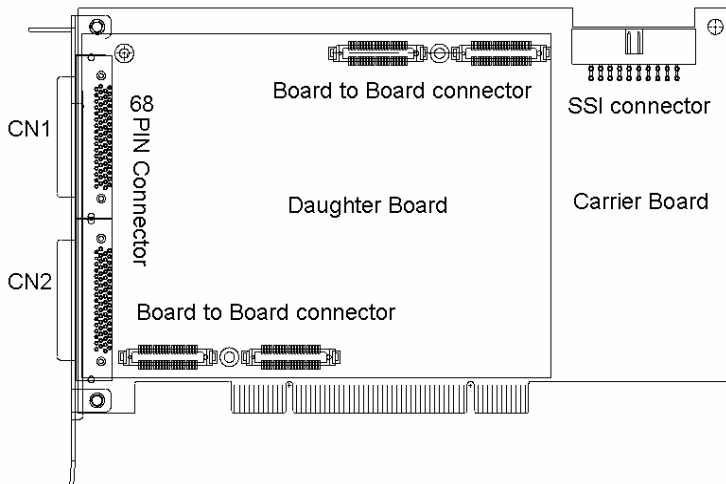 Board to Board connector
SSI connector
CN1
68 PIN Connector
Daughter Board
Carrier Board
CN2
Board to Board connector